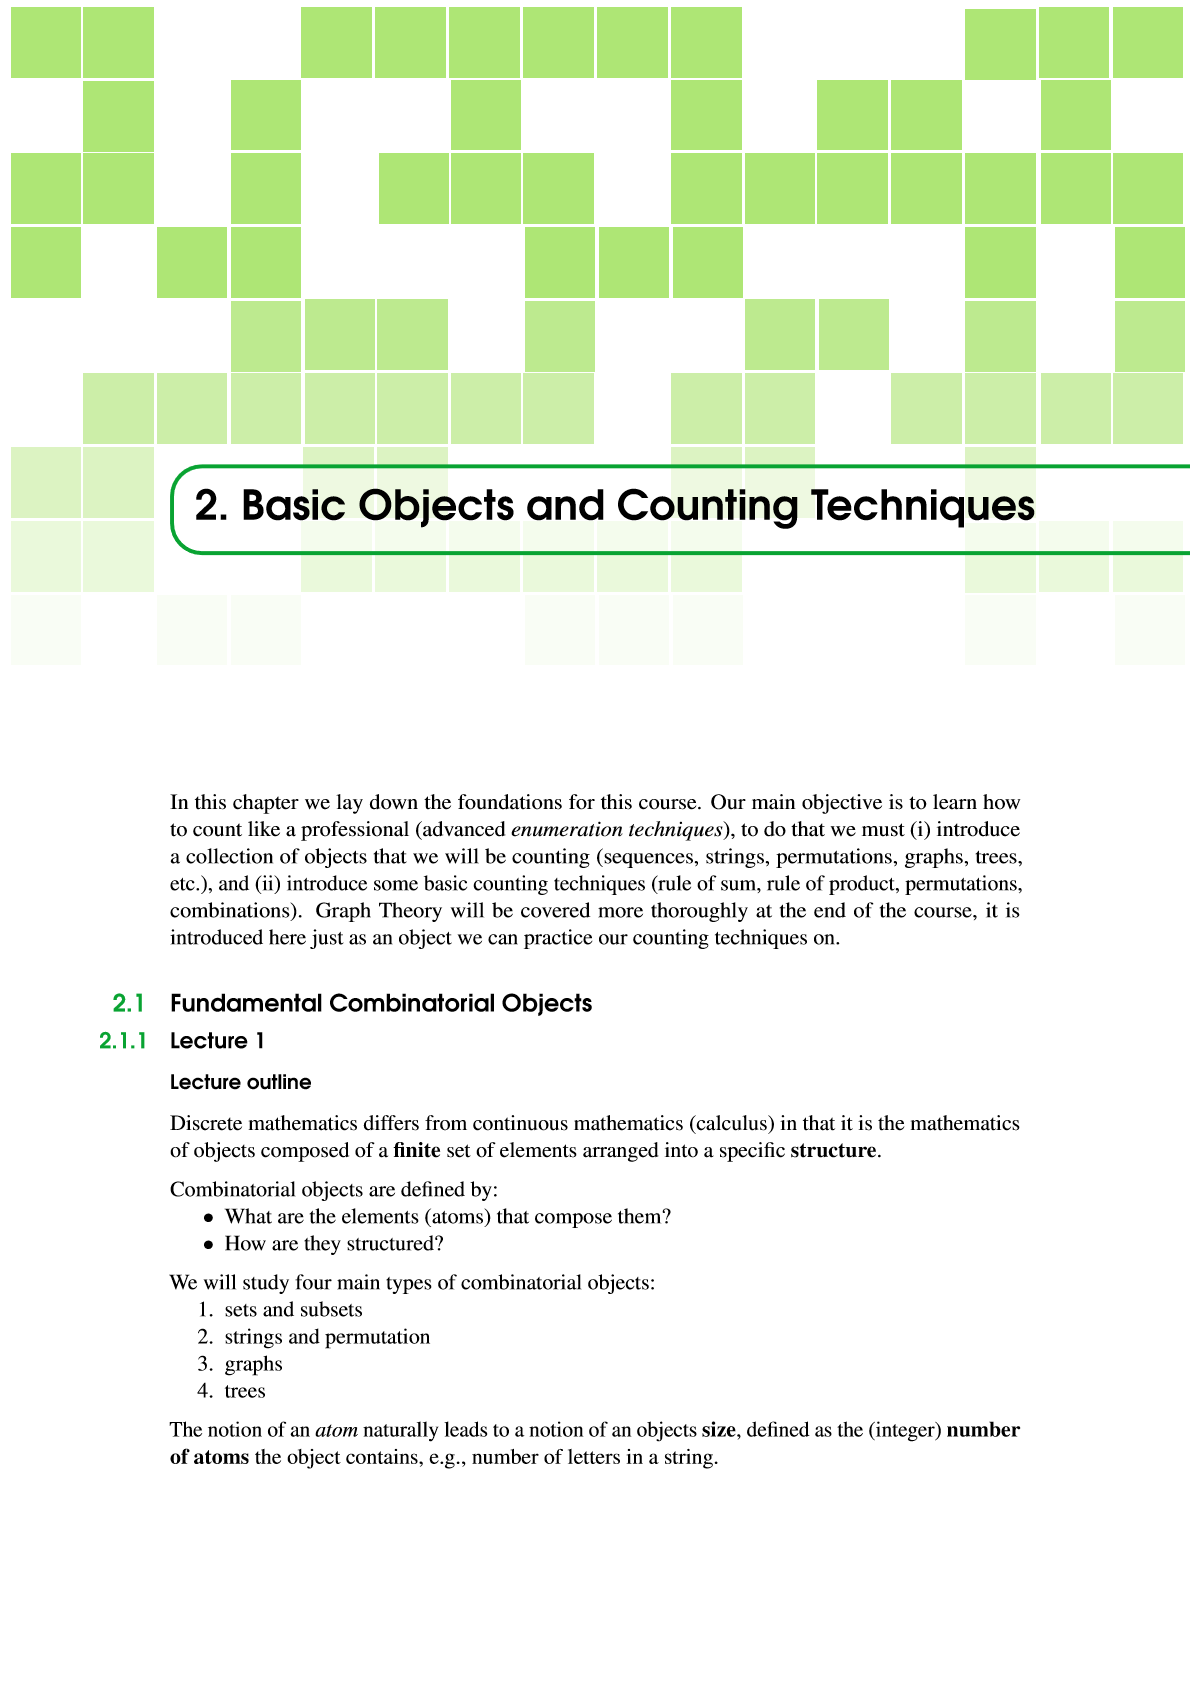 2. Basic Objects and Counting Techniques
In this chapter we lay down the foundations for this course. Our main objective is to learn how
to count like a professional (advanced enumeration techniques), to do that we must (i) introduce
a collection of objects that we will be counting (sequences, strings, permutations, graphs, trees,
etc.), and (ii) introduce some basic counting techniques (rule of sum, rule of product, permutations,
combinations). Graph Theory will be covered more thoroughly at the end of the course, it is
introduced here just as an object we can practice our counting techniques on.
2.1 Fundamental Combinatorial Objects
2.1.1 Lecture 1
Lecture outline
Discrete mathematics differs from continuous mathematics (calculus) in that it is the mathematics
of objects composed of a finite set of elements arranged into a specific structure.
Combinatorial objects are defined by:
• What are the elements (atoms) that compose them?
• How are they structured?
We will study four main types of combinatorial objects:
1. sets and subsets
2. strings and permutation
3. graphs
4. trees
The notion of an atom naturally leads to a notion of an objects size, defined as the (integer) number
of atoms the object contains, e.g., number of letters in a string.